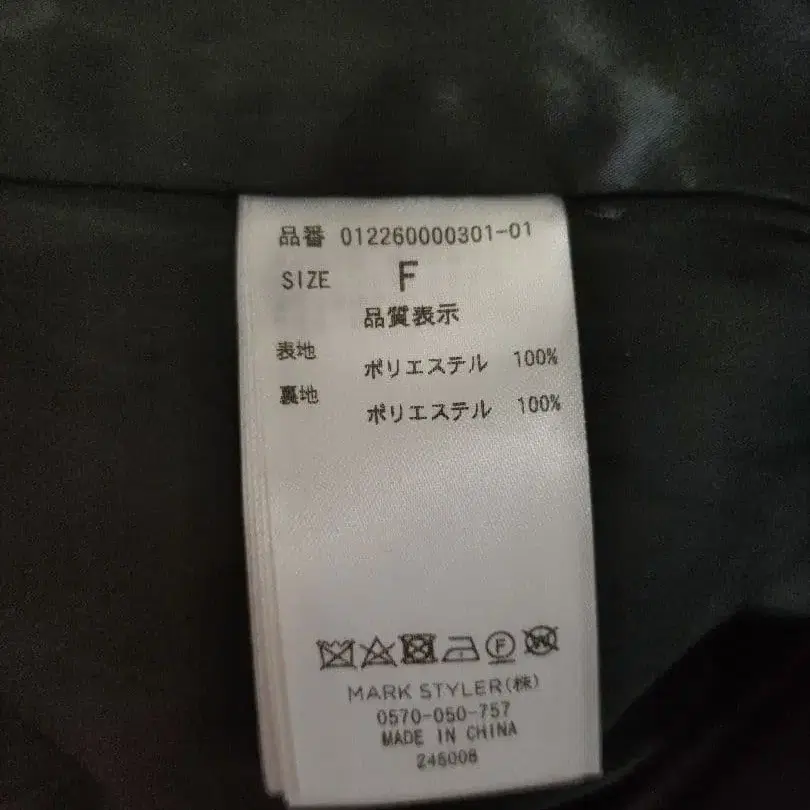 品番 012260000301-01
SIZE F
品質表示
表地 ポリエステル 100%
裏地 ポリエステル 100%
F W
MARK STYLER(株)
0570-050-757
MADE IN CHINA
246008